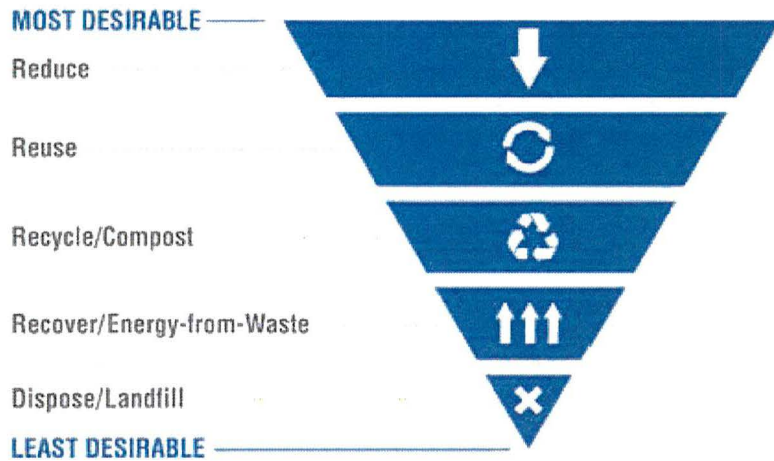 MOST DESIRABLE
Reduce
Reuse
Recycle/Compost
Recover/Energy-from-Waste
Dispose/Landfill
LEAST DESIRABLE